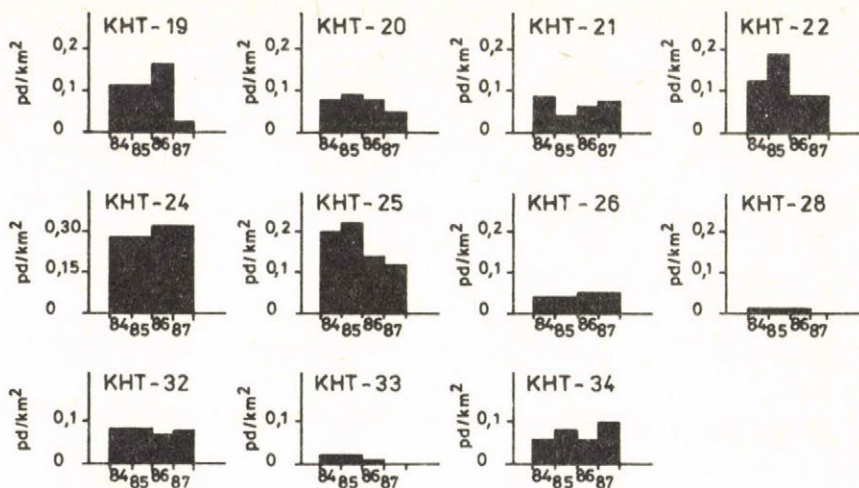 KHT-19
pd/km²
0,2
0,1
0
84 85 86 87
KHT-20
pd/km²
0,2
0,1
0
84 85 86 87
KHT-21
pd/km²
0,2
0,1
0
84 85 86 87
KHT-22
pd/km²
0,2
0,1
0
84 85 86 87
KHT-24
pd/km²
0,30
0,15
0
84 85 86 87
KHT-25
pd/km²
0,2
0,1
0
84 85 86 87
KHT-26
pd/km²
0,2
0,1
0
84 85 86 87
KHT-28
pd/km²
0,2
0,1
0
84 85 86 87
KHT-32
pd/km²
0,1
0
84 85 86 87
KHT-33
pd/km²
0,1
0
84 85 86 87
KHT-34
pd/km²
0,1
0
84 85 86 87